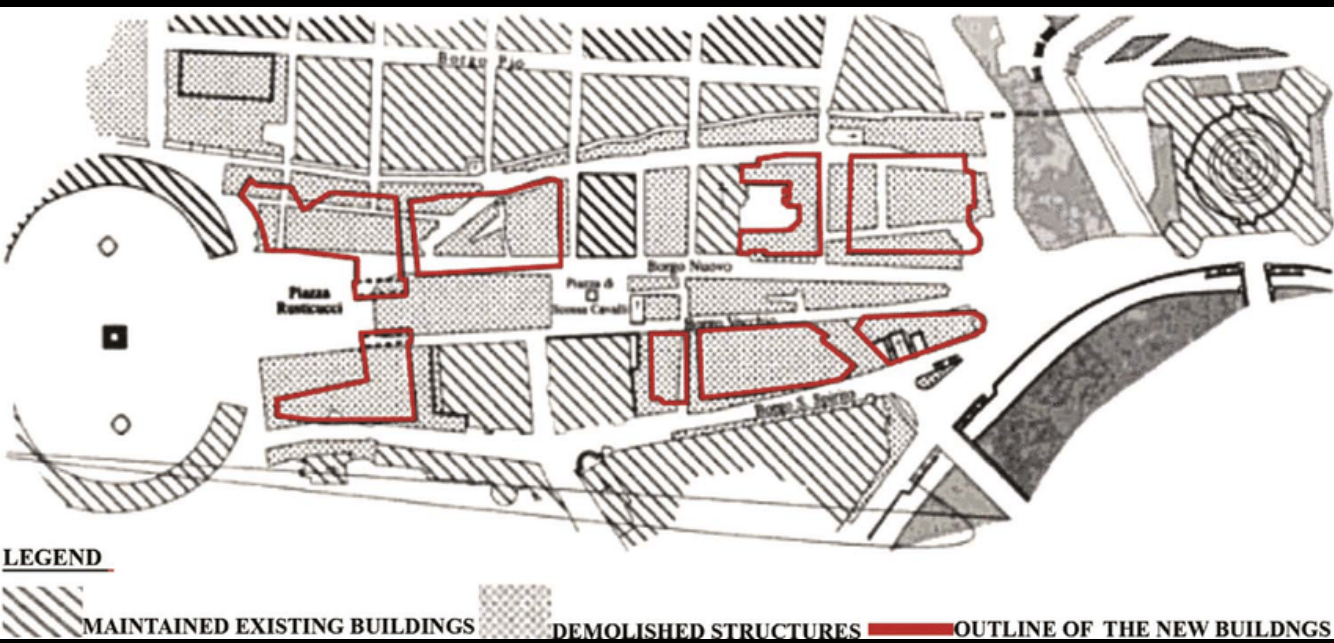 Borgo Pio
Borgo Nuovo
Piazza
Rusticucci
Piazza di
Scossa Cavalli
Borgo Vecchio
Borgo S. Spirito
LEGEND
MAINTAINED EXISTING BUILDINGS
DEMOLISHED STRUCTURES
OUTLINE OF THE NEW BUILDNGS